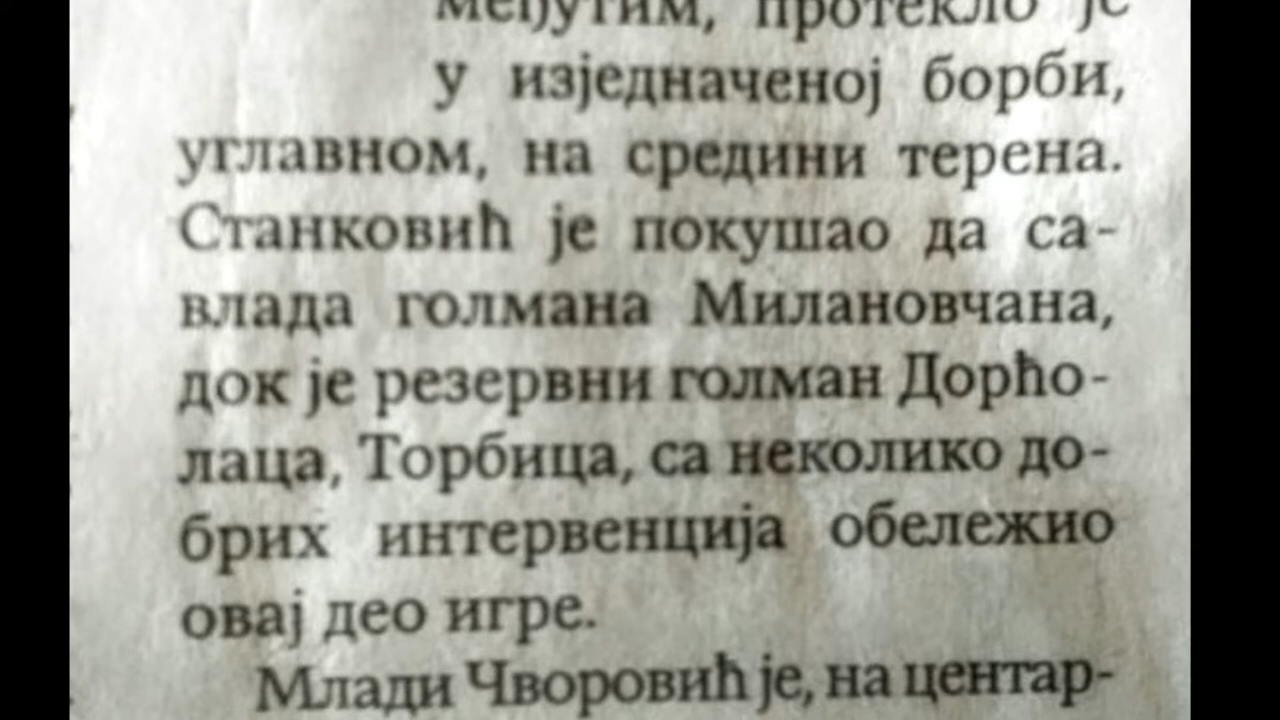 међутим, протекло је
у изједначеној борби,
углавном, на средини терена.
Станковић је покушао да са-
влада голмана Милановчана,
док је резервни голман Дорћо-
лаца, Торбица, са неколико до-
брих интервенција обележио
овај део игре.
Млади Чворовић је, на центар-